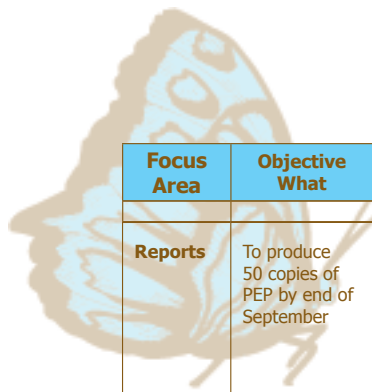 Focus Area
Objective What
Reports
To produce
50 copies of
PEP by end of
September